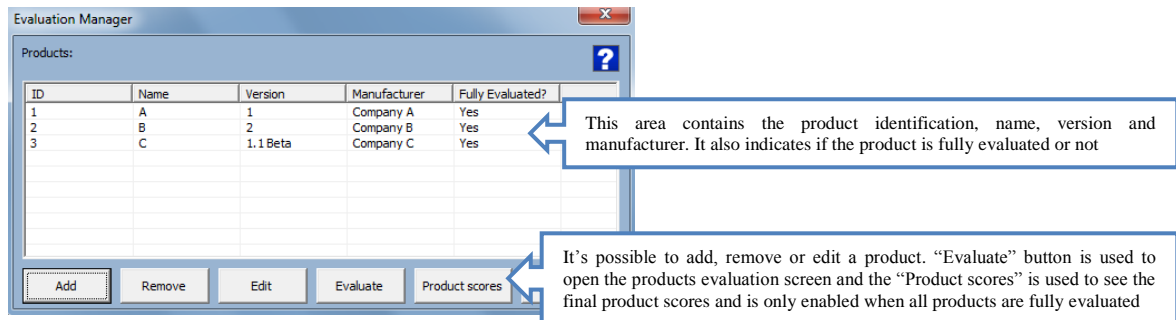 Evaluation Manager
Products:
?
ID Name Version Manufacturer Fully Evaluated?
1 A 1 Company A Yes
2 B 2 Company B Yes
3 C 1.1 Beta Company C Yes
This area contains the product identification, name, version and
manufacturer. It also indicates if the product is fully evaluated or not
Add Remove Edit Evaluate Product scores
It’s possible to add, remove or edit a product. “Evaluate” button is used to
open the products evaluation screen and the “Product scores” is used to see the
final product scores and is only enabled when all products are fully evaluated